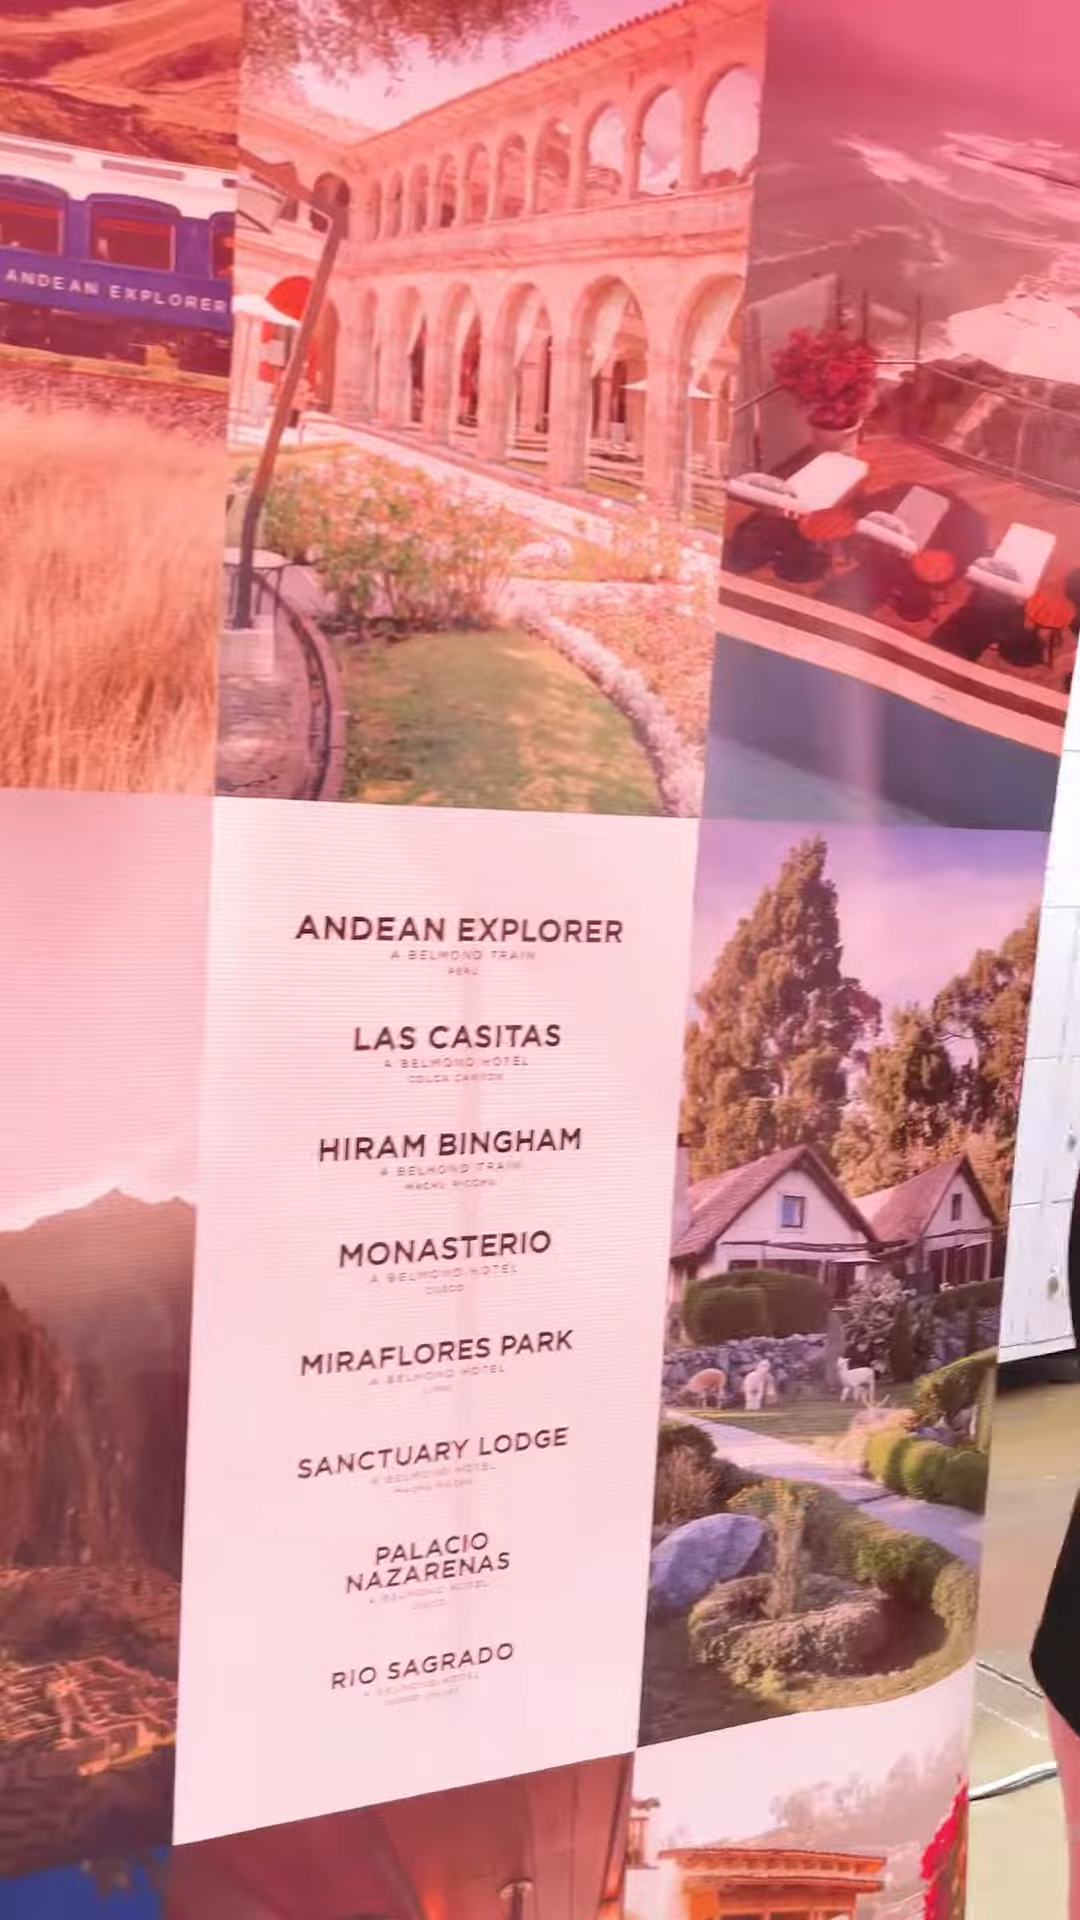 ANDEAN EXPLORER
ANDEAN EXPLORER
A BELMOND TRAIN
PERU
LAS CASITAS
A BELMOND HOTEL
COLCA CANYON
HIRAM BINGHAM
A BELMOND TRAIN
MACHU PICCHU
MONASTERIO
A BELMOND HOTEL
CUSCO
MIRAFLORES PARK
A BELMOND HOTEL
LIMA
SANCTUARY LODGE
A BELMOND HOTEL
MACHU PICCHU
PALACIO
NAZARENAS
A BELMOND HOTEL
RIO SAGRADO
A BELMOND HOTEL